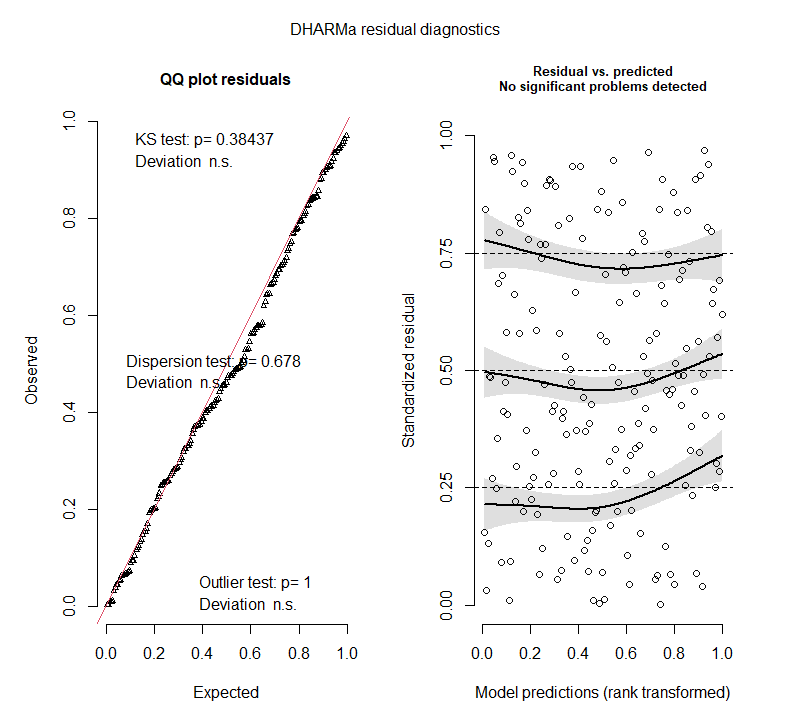 DHARMa residual diagnostics
QQ plot residuals
KS test: p= 0.38437
Deviation n.s.
Dispersion test: p= 0.678
Deviation n.s.
Outlier test: p= 1
Deviation n.s.
Observed
0.0
0.2
0.4
0.6
0.8
1.0
0.0 0.2 0.4 0.6 0.8 1.0
Expected
Residual vs. predicted
No significant problems detected
Standardized residual
0.00
0.25
0.50
0.75
1.00
0.0 0.2 0.4 0.6 0.8 1.0
Model predictions (rank transformed)